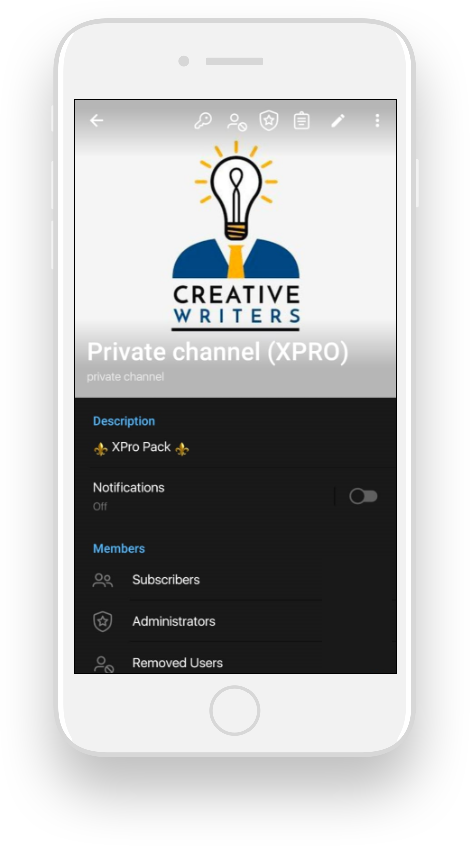 CREATIVE
WRITERS
Private channel (XPRO)
private channel
Description
XPro Pack
Notifications
Off
Members
Subscribers
Administrators
Removed Users